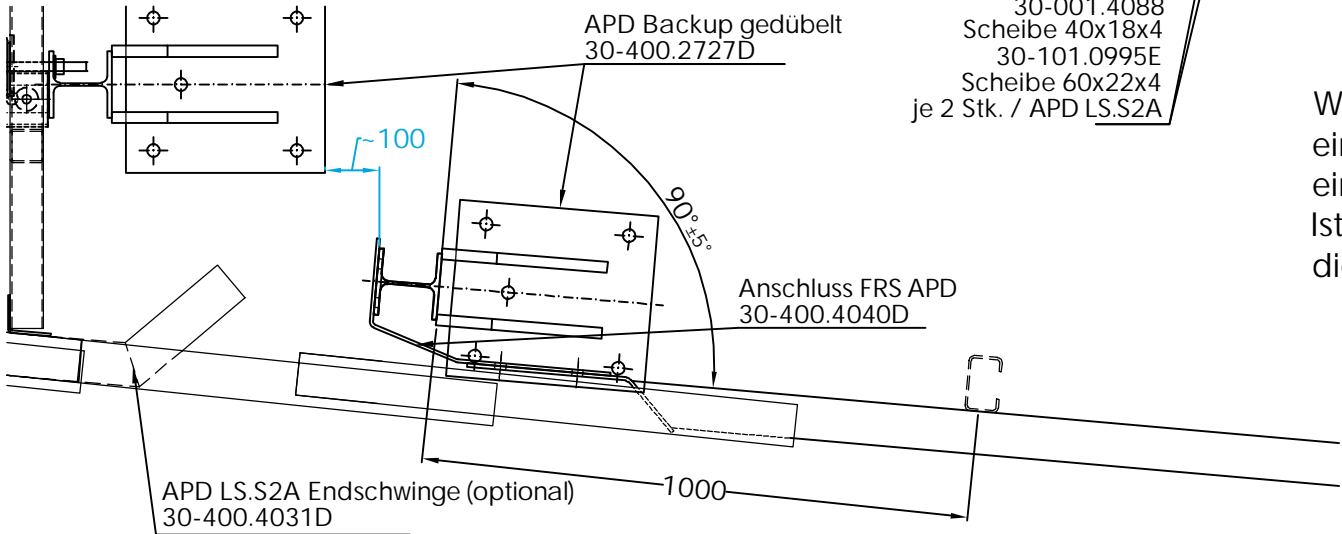 30-001.4088
Scheibe 40x18x4
30-101.0995E
Scheibe 60x22x4
je 2 Stk. / APD LS.S2A
APD Backup gedübelt
30-400.2727D
~100
90°±5°
Anschluss FRS APD
30-400.4040D
1000
APD LS.S2A Endschwinge (optional)
30-400.4031D
Ist